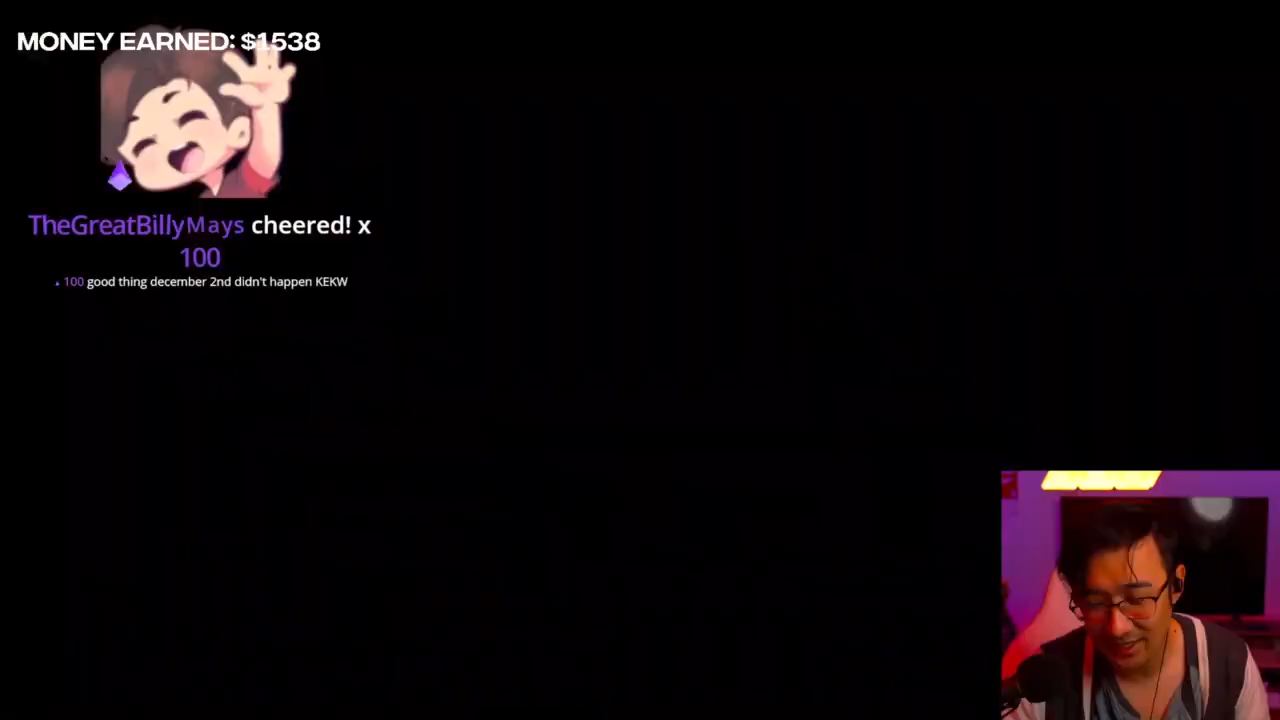 MONEY EARNED: $1538
TheGreatBillyMays cheered! x
100
100 good thing december 2nd didn't happen KEKW